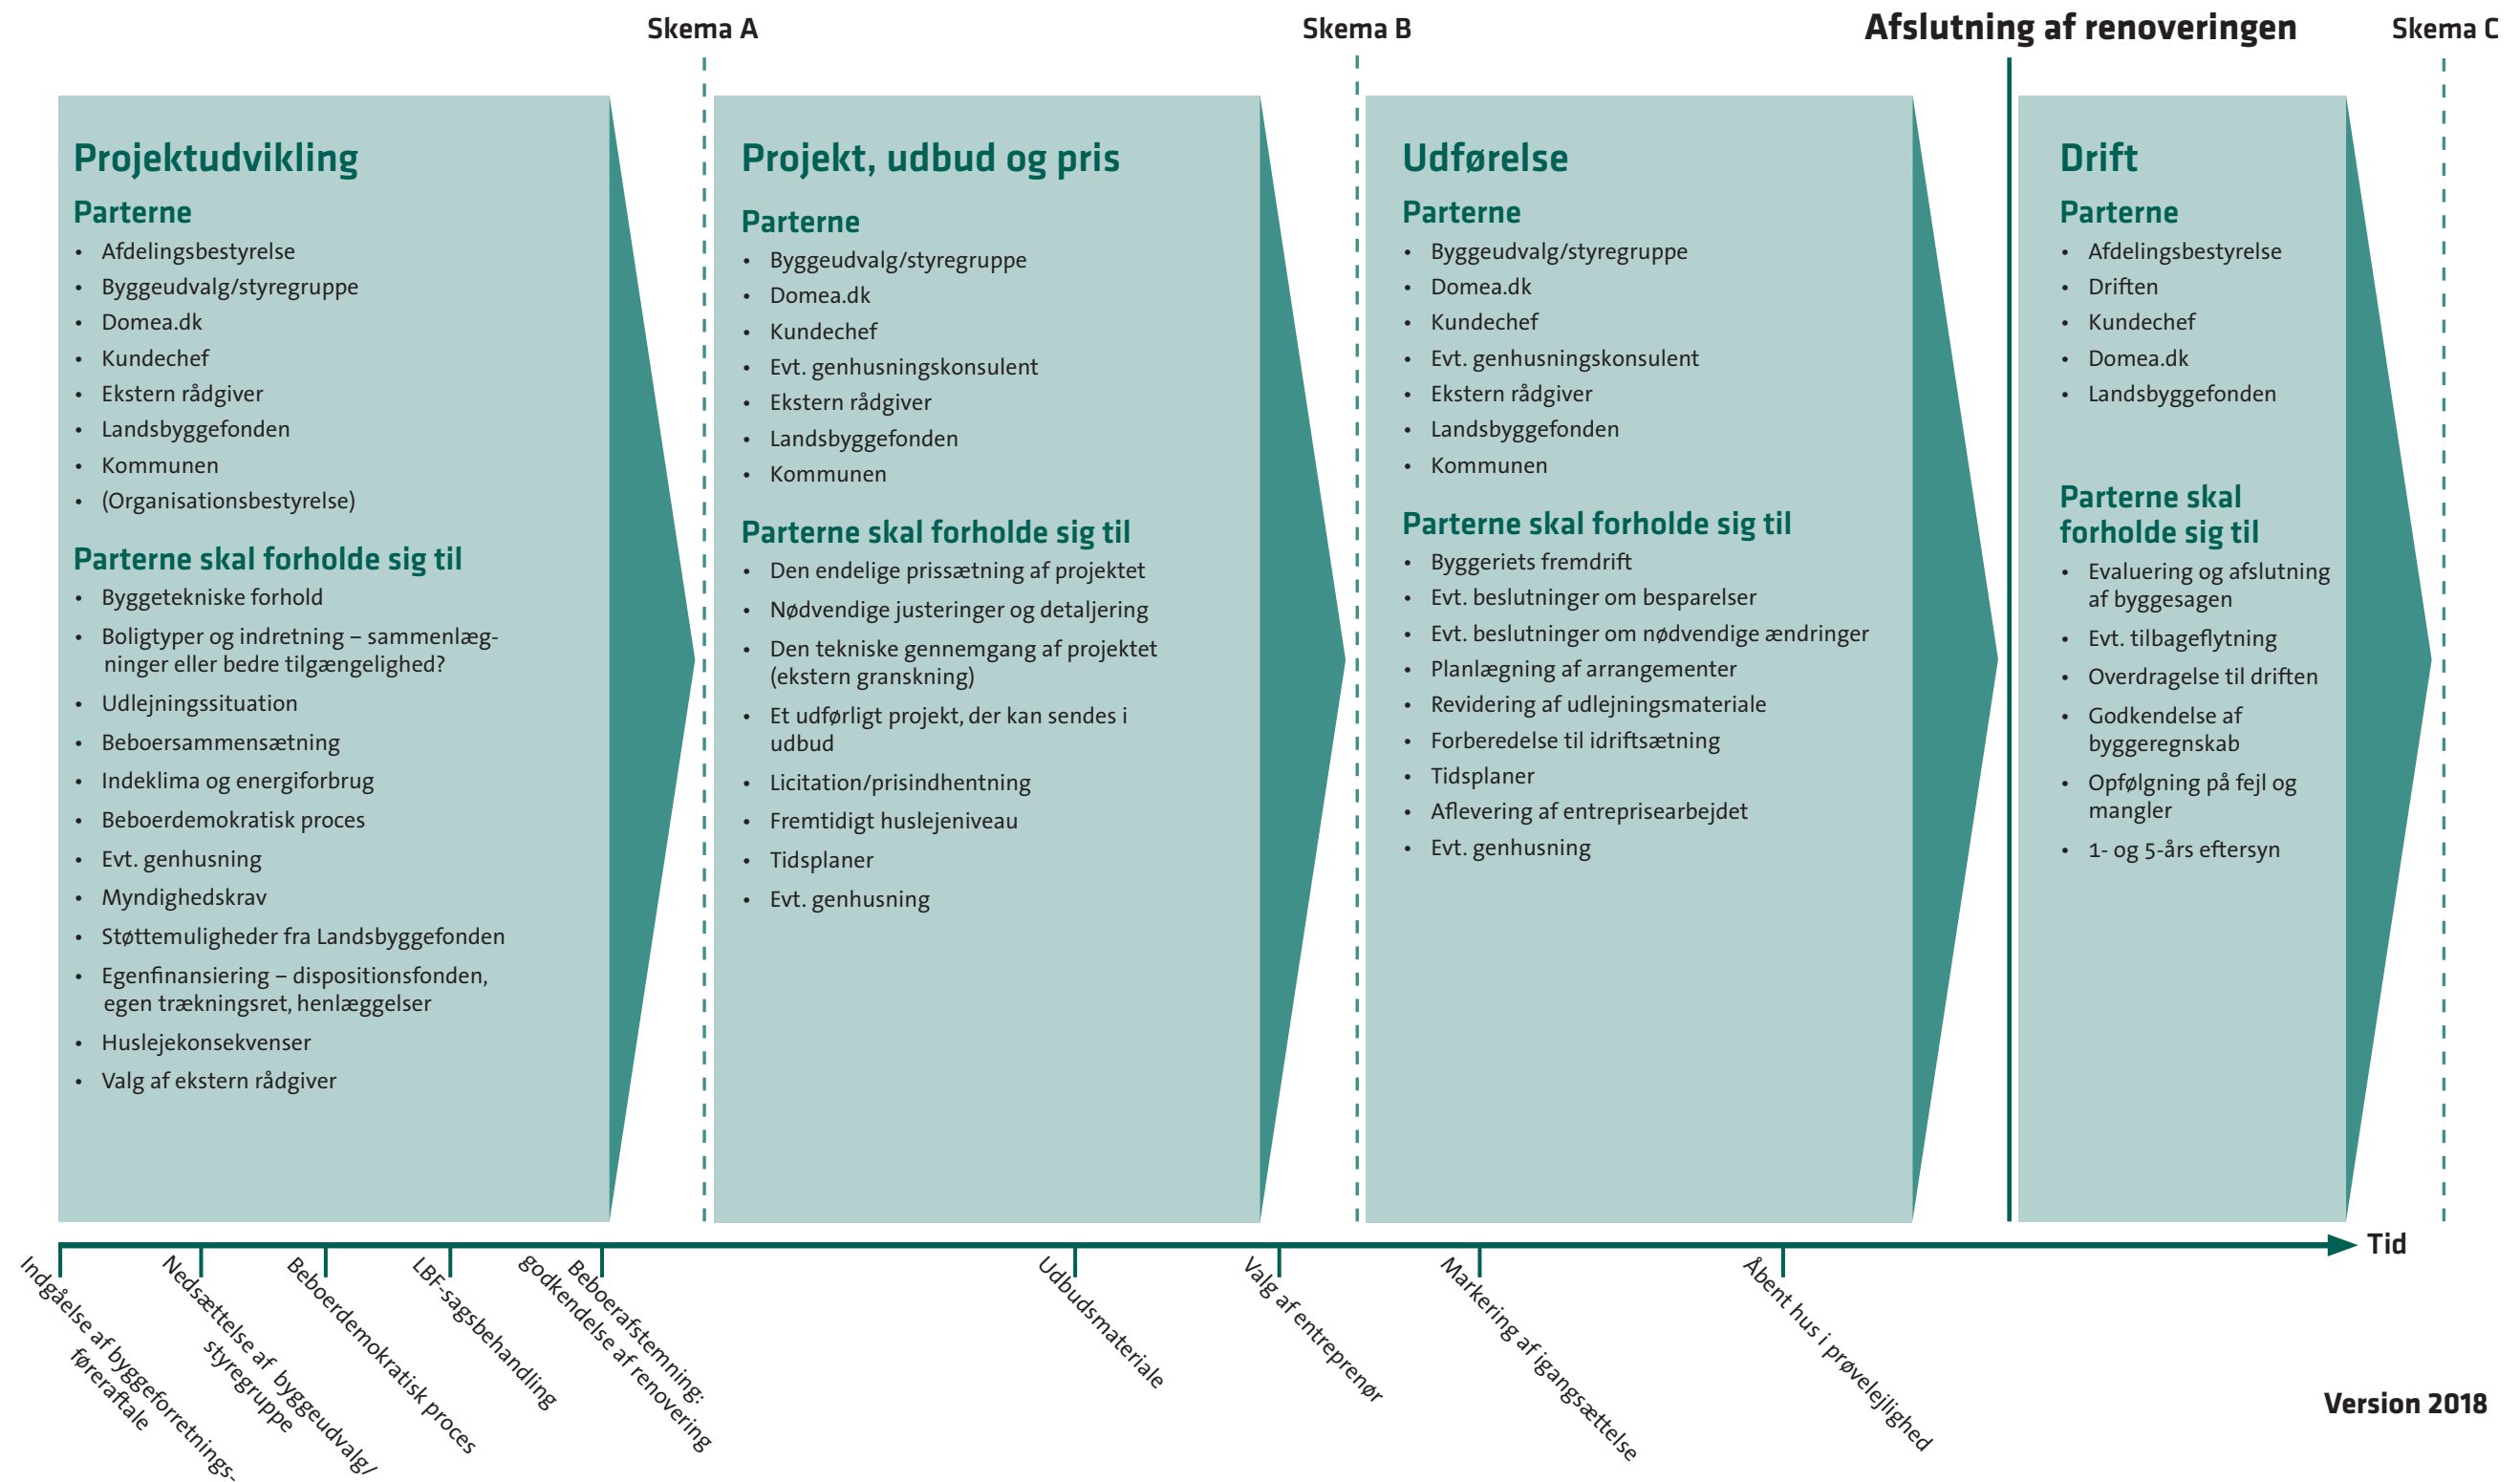 Skema A
Skema B
Afslutning af renoveringen
Skema C
Projektudvikling
Parterne
• Afdelingsbestyrelse
• Byggeudvalg/styregruppe
• Domea.dk
• Kundechef
• Ekstern rådgiver
• Landsbyggefonden
• Kommunen
• (Organisationsbestyrelse)
Parterne skal forholde sig til
• Byggetekniske forhold
• Boligtyper og indretning – sammenlæg-
ninger eller bedre tilgængelighed?
• Udlejningssituation
• Beboersammensætning
• Indeklima og energiforbrug
• Beboerdemokratisk proces
• Evt. genhusning
• Myndighedskrav
• Støttemuligheder fra Landsbyggefonden
• Egenfinansiering – dispositionsfonden,
egen trækningsret, henlæggelser
• Huslejekonsekvenser
• Valg af ekstern rådgiver
Projekt, udbud og pris
Parterne
• Byggeudvalg/styregruppe
• Domea.dk
• Kundechef
• Evt. genhusningskonsulent
• Ekstern rådgiver
• Landsbyggefonden
• Kommunen
Parterne skal forholde sig til
• Den endelige prissætning af projektet
• Nødvendige justeringer og detaljering
• Den tekniske gennemgang af projektet
(ekstern granskning)
• Et udførligt projekt, der kan sendes i
udbud
• Licitation/prisindhentning
• Fremtidigt huslejeniveau
• Tidsplaner
• Evt. genhusning
Udførelse
Parterne
• Byggeudvalg/styregruppe
• Domea.dk
• Kundechef
• Evt. genhusningskonsulent
• Ekstern rådgiver
• Landsbyggefonden
• Kommunen
Parterne skal forholde sig til
• Byggeriets fremdrift
• Evt. beslutninger om besparelser
• Evt. beslutninger om nødvendige ændringer
• Planlægning af arrangementer
• Revidering af udlejningsmateriale
• Forberedelse til idriftsætning
• Tidsplaner
• Aflevering af entreprisearbejdet
• Evt. genhusning
Drift
Parterne
• Afdelingsbestyrelse
• Driften
• Kundechef
• Domea.dk
• Landsbyggefonden
Parterne skal
forholde sig til
• Evaluering og afslutning
af byggesagen
• Evt. tilbageflytning
• Overdragelse til driften
• Godkendelse af
byggeregnskab
• Opfølgning på fejl og
mangler
• 1- og 5-års eftersyn
Tid
Indgåelse af byggeforretnings-
føreraftale
Nedsættelse af byggeudvalg/
styregruppe
Beboerdemokratisk proces
LBF-sagsbehandling
Beboerafstemning:
godkendelse af renovering
Udbudsmateriale
Valg af entreprenør
Markering af igangsættelse
Åbent hus i prøvelejlighed
Version 2018